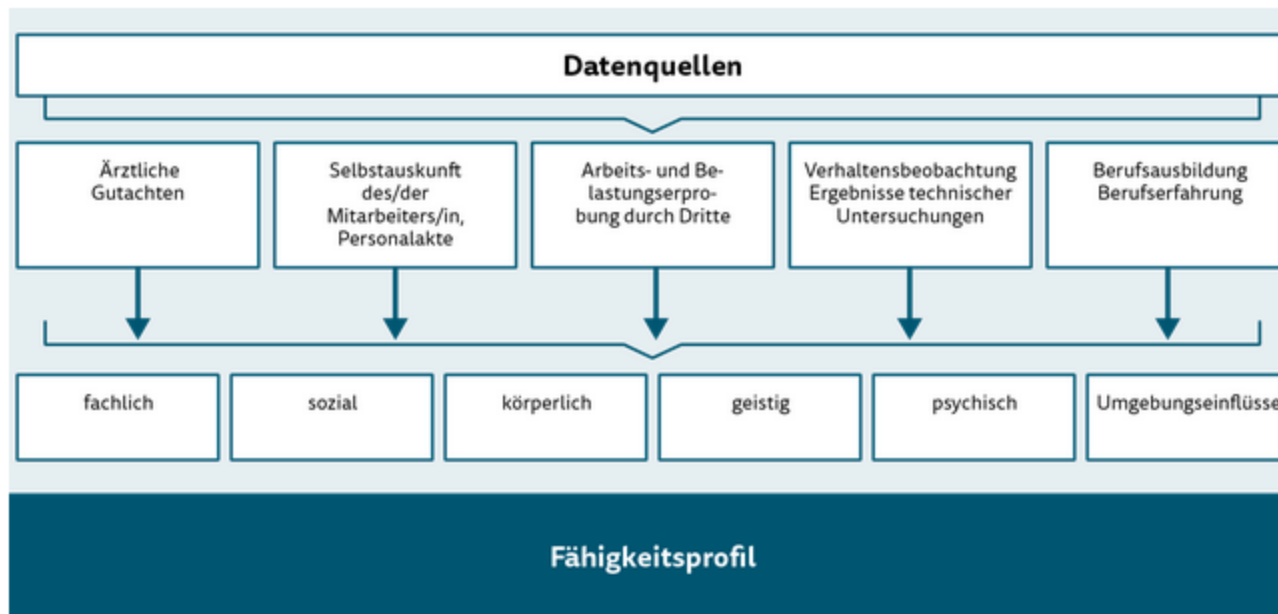 Datenquellen
Ärztliche
Gutachten
Selbstauskunft
des/der
Mitarbeiters/in,
Personalakte
Arbeits- und Be-
lastungserpro-
bung durch Dritte
Verhaltensbeobachtung
Ergebnisse technischer
Untersuchungen
Berufsausbildung
Berufserfahrung
fachlich
sozial
körperlich
geistig
psychisch
Umgebungseinflüsse
Fähigkeitsprofil